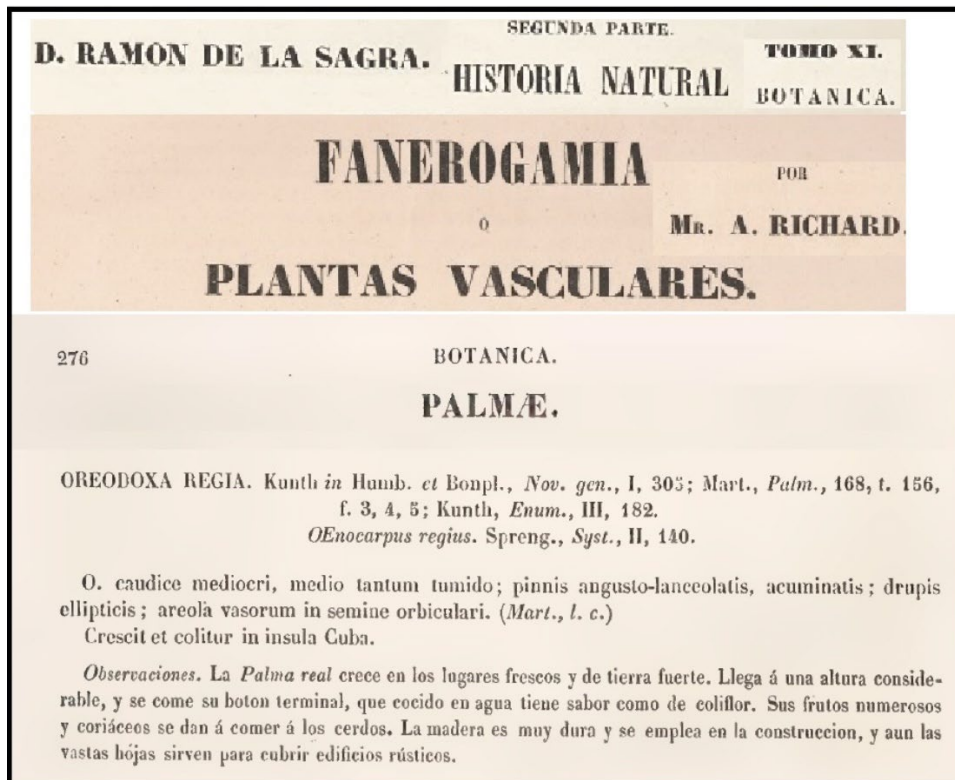 D. RAMON DE LA SAGRA.
SEGUNDA PARTE.
HISTORIA NATURAL
TOMO XI.
BOTANICA.
FANEROGAMIA
O
PLANTAS VASCULARES.
POR
MR. A. RICHARD.
276 BOTANICA.
PALMÆ.
OREODOXA REGIA. Kunth in Humb. et Bonpl., Nov. gen., I, 305; Mart., Palm., 168, t. 156,
f. 3, 4, 5; Kunth, Enum., III, 182.
OEnocarpus regius. Spreng., Syst., II, 140.
O. caudice mediocri, medio tantum tumido; pinnis angusto-lanceolatis, acuminatis; drupis
ellipticis; areolà vasorum in semine orbiculari. (Mart., l. c.)
Crescit et colitur in insula Cuba.
Observaciones. La Palma real crece en los lugares frescos y de tierra fuerte. Llega á una altura conside-
rable, y se come su boton terminal, que cocido en agua tiene sabor como de coliflor. Sus frutos numerosos
y coriáceos se dan á comer á los cerdos. La madera es muy dura y se emplea en la construccion, y aun las
vastas hójas sirven para cubrir edificios rústicos.